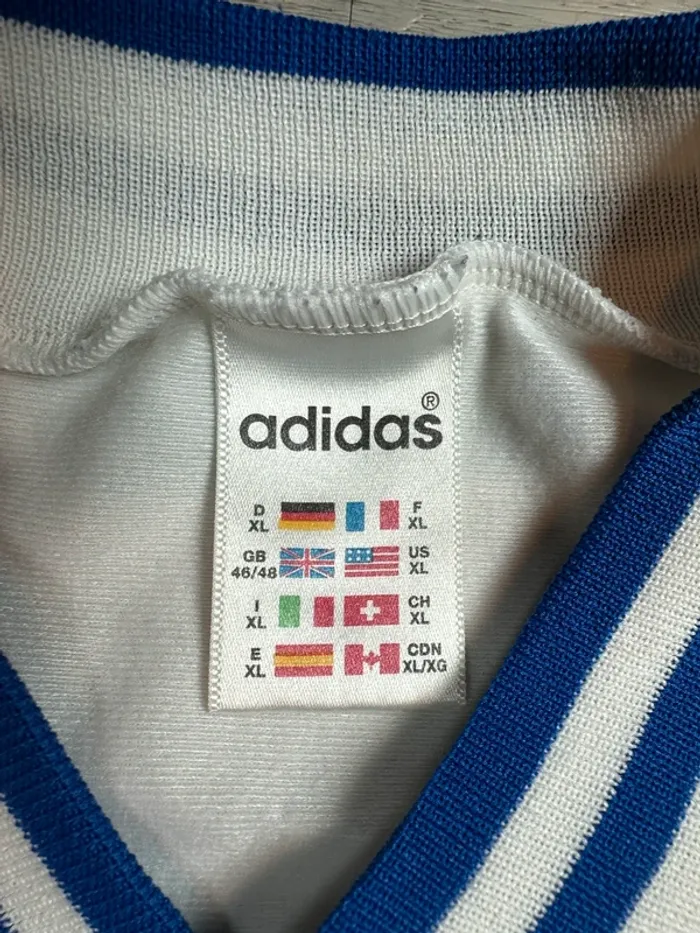 adidas®
D XL F XL
GB 46/48 US XL
I XL CH XL
E XL CDN XL/XG